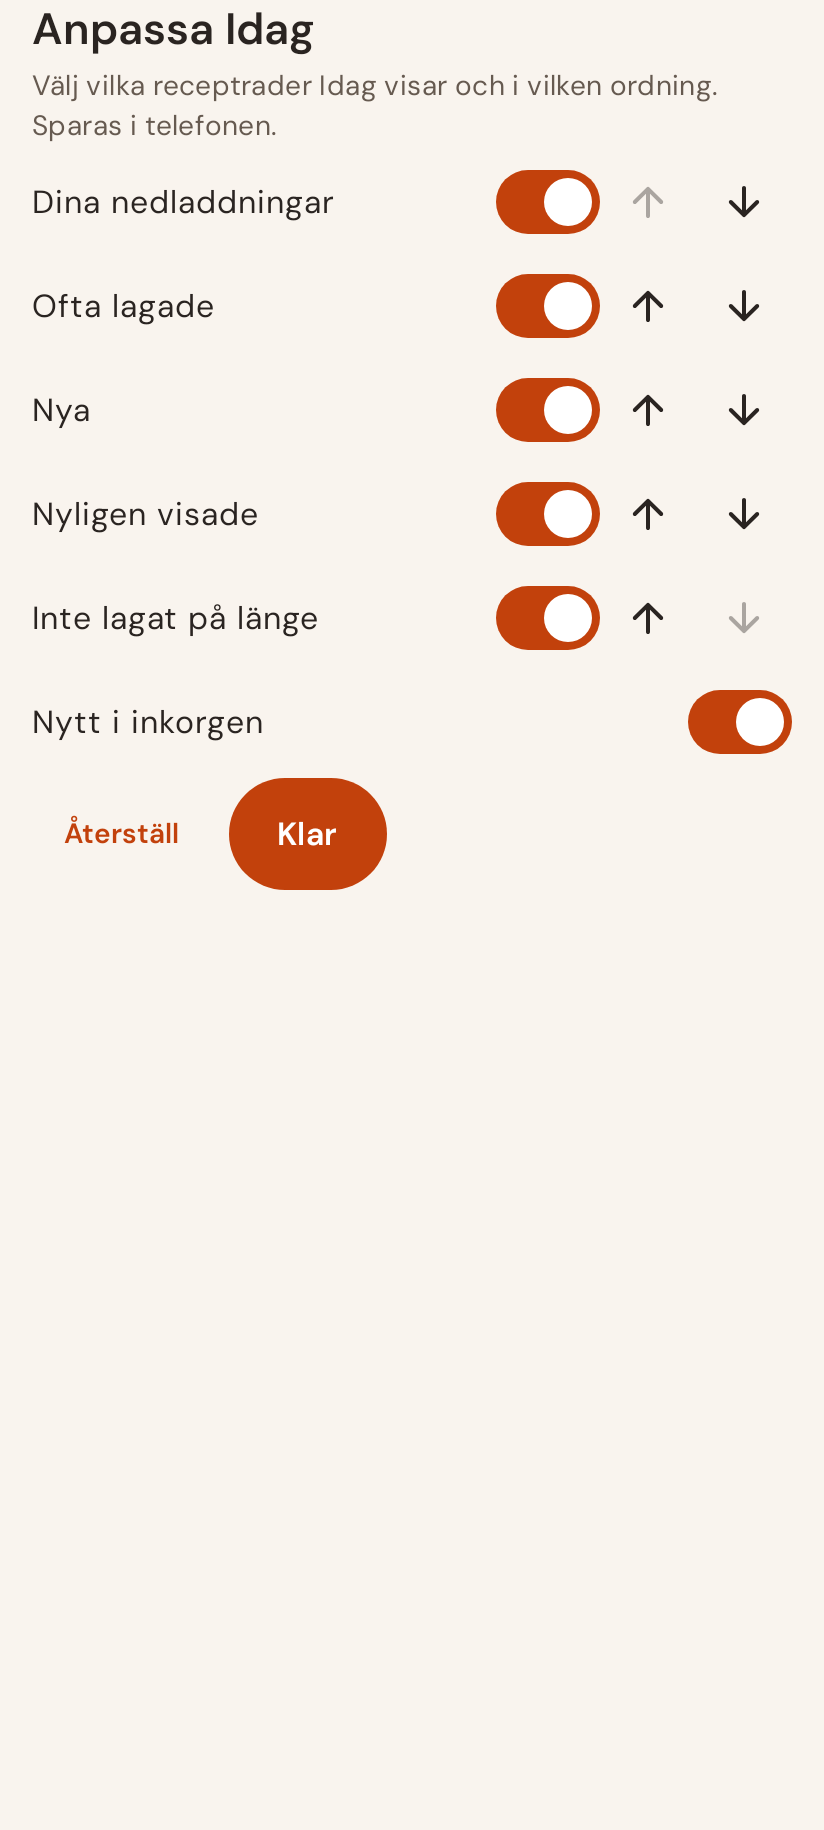 Anpassa Idag
Välj vilka receptrader Idag visar och i vilken ordning.
Sparas i telefonen.
Dina nedladdningar
Ofta lagade
Nya
Nyligen visade
Inte lagat på länge
Nytt i inkorgen
Återställ
Klar